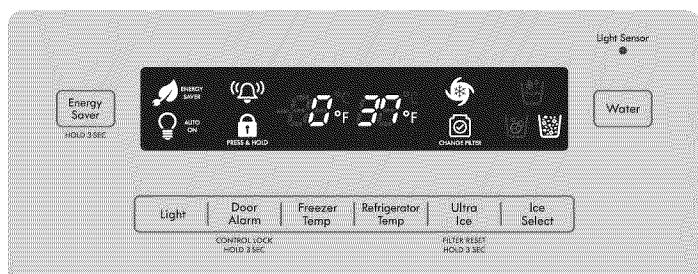 Light Sensor
ENERGY
SAVER
AUTO
ON
PRESS & HOLD
0°F 37°F
CHANGE FILTER
Energy
Saver
HOLD 3 SEC
Water
Light
Door
Alarm
Freezer
Temp
Refrigerator
Temp
Ultra
Ice
Ice
Select
CONTROL LOCK
HOLD 3 SEC
FILTER RESET
HOLD 3 SEC